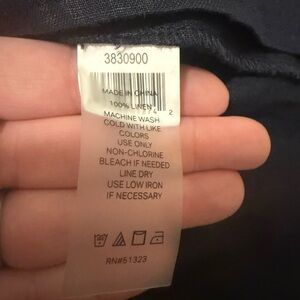 3830900
MADE IN CHINA
100% LINEN
MACHINE WASH
COLD WITH LIKE
COLORS
USE ONLY
NON-CHLORINE
BLEACH IF NEEDED
LINE DRY
USE LOW IRON
IF NECESSARY
RN#51323